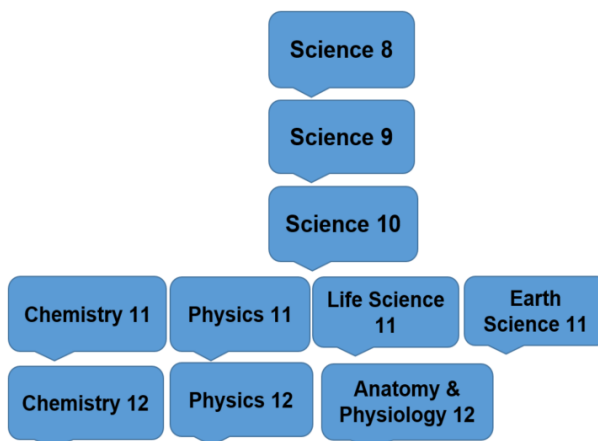 Science 8
Science 9
Science 10
Chemistry 11
Physics 11
Life Science
11
Earth
Science 11
Chemistry 12
Physics 12
Anatomy &
Physiology 12